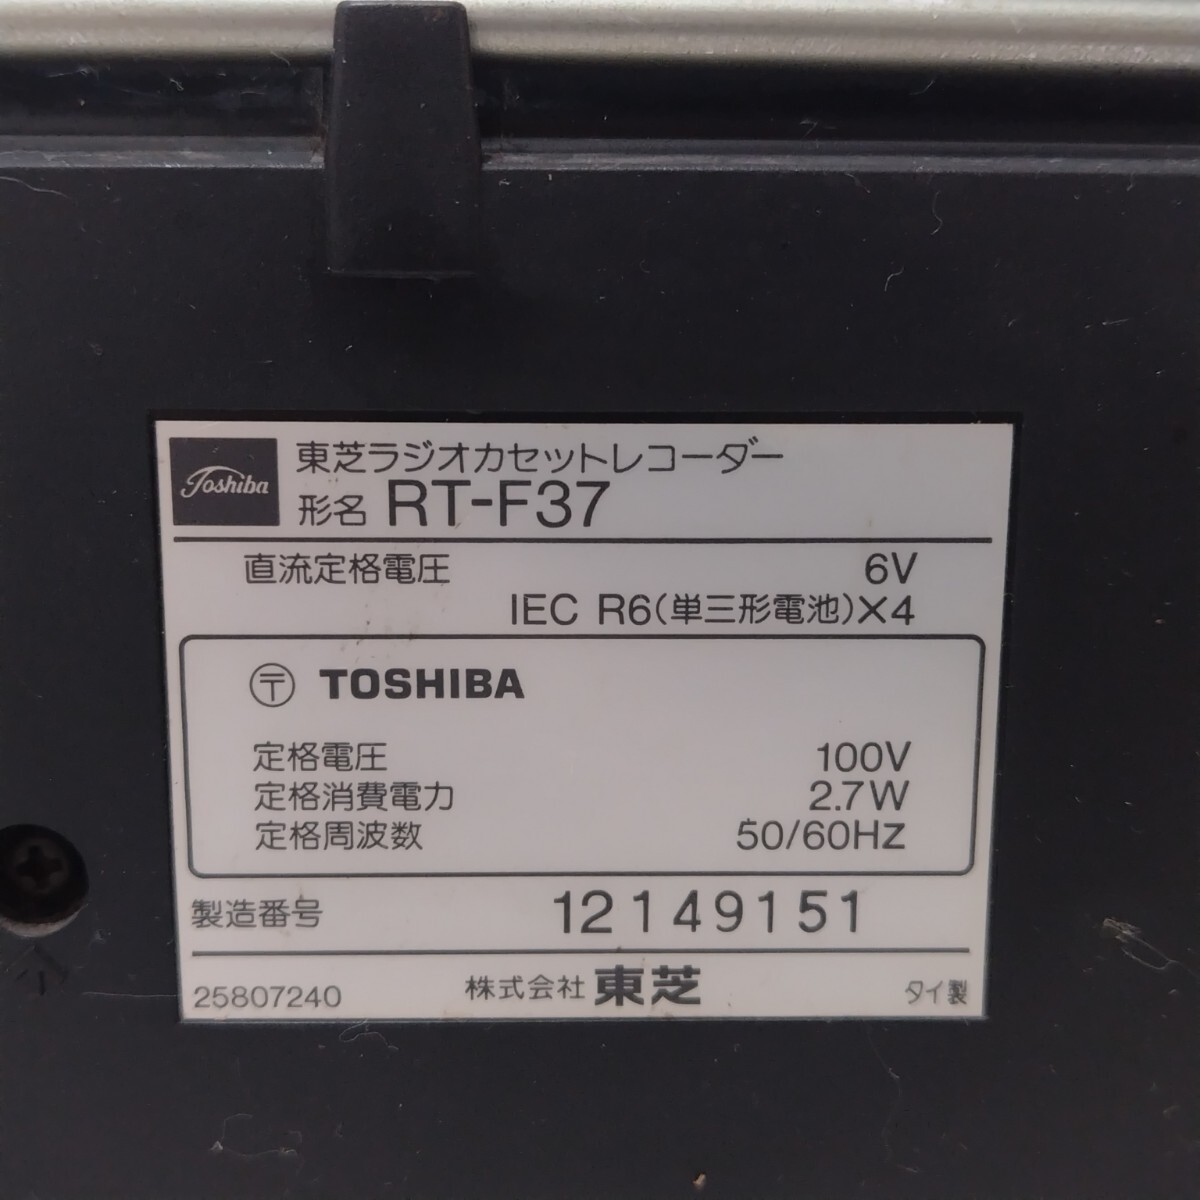 Toshiba
東芝ラジオカセットレコーダー
形名 RT-F37
直流定格電圧 6V
IEC R6(単三形電池)×4
〒 TOSHIBA
定格電圧 100V
定格消費電力 2.7W
定格周波数 50/60Hz
製造番号 12149151
25807240 株式会社 東芝 タイ製